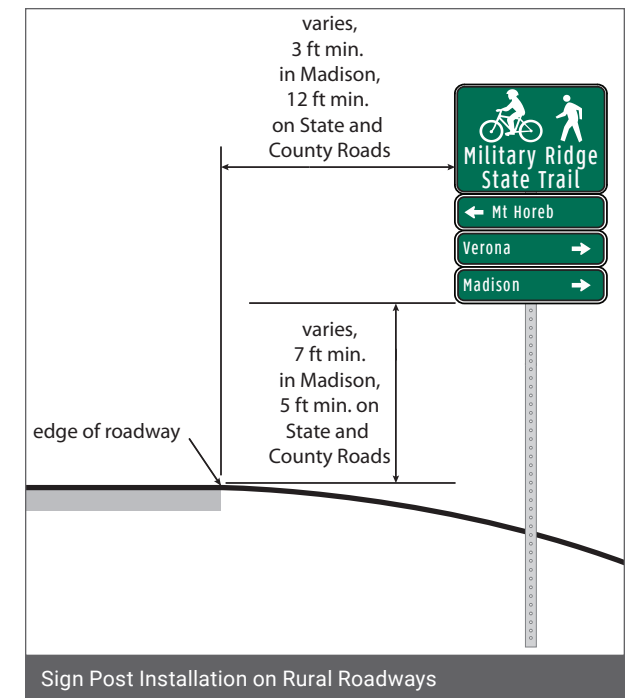 varies,
3 ft min.
in Madison,
12 ft min.
on State and
County Roads
Military Ridge
State Trail
Mt Horeb
Verona
Madison
varies,
7 ft min.
in Madison,
5 ft min. on
State and
County Roads
edge of roadway
Sign Post Installation on Rural Roadways